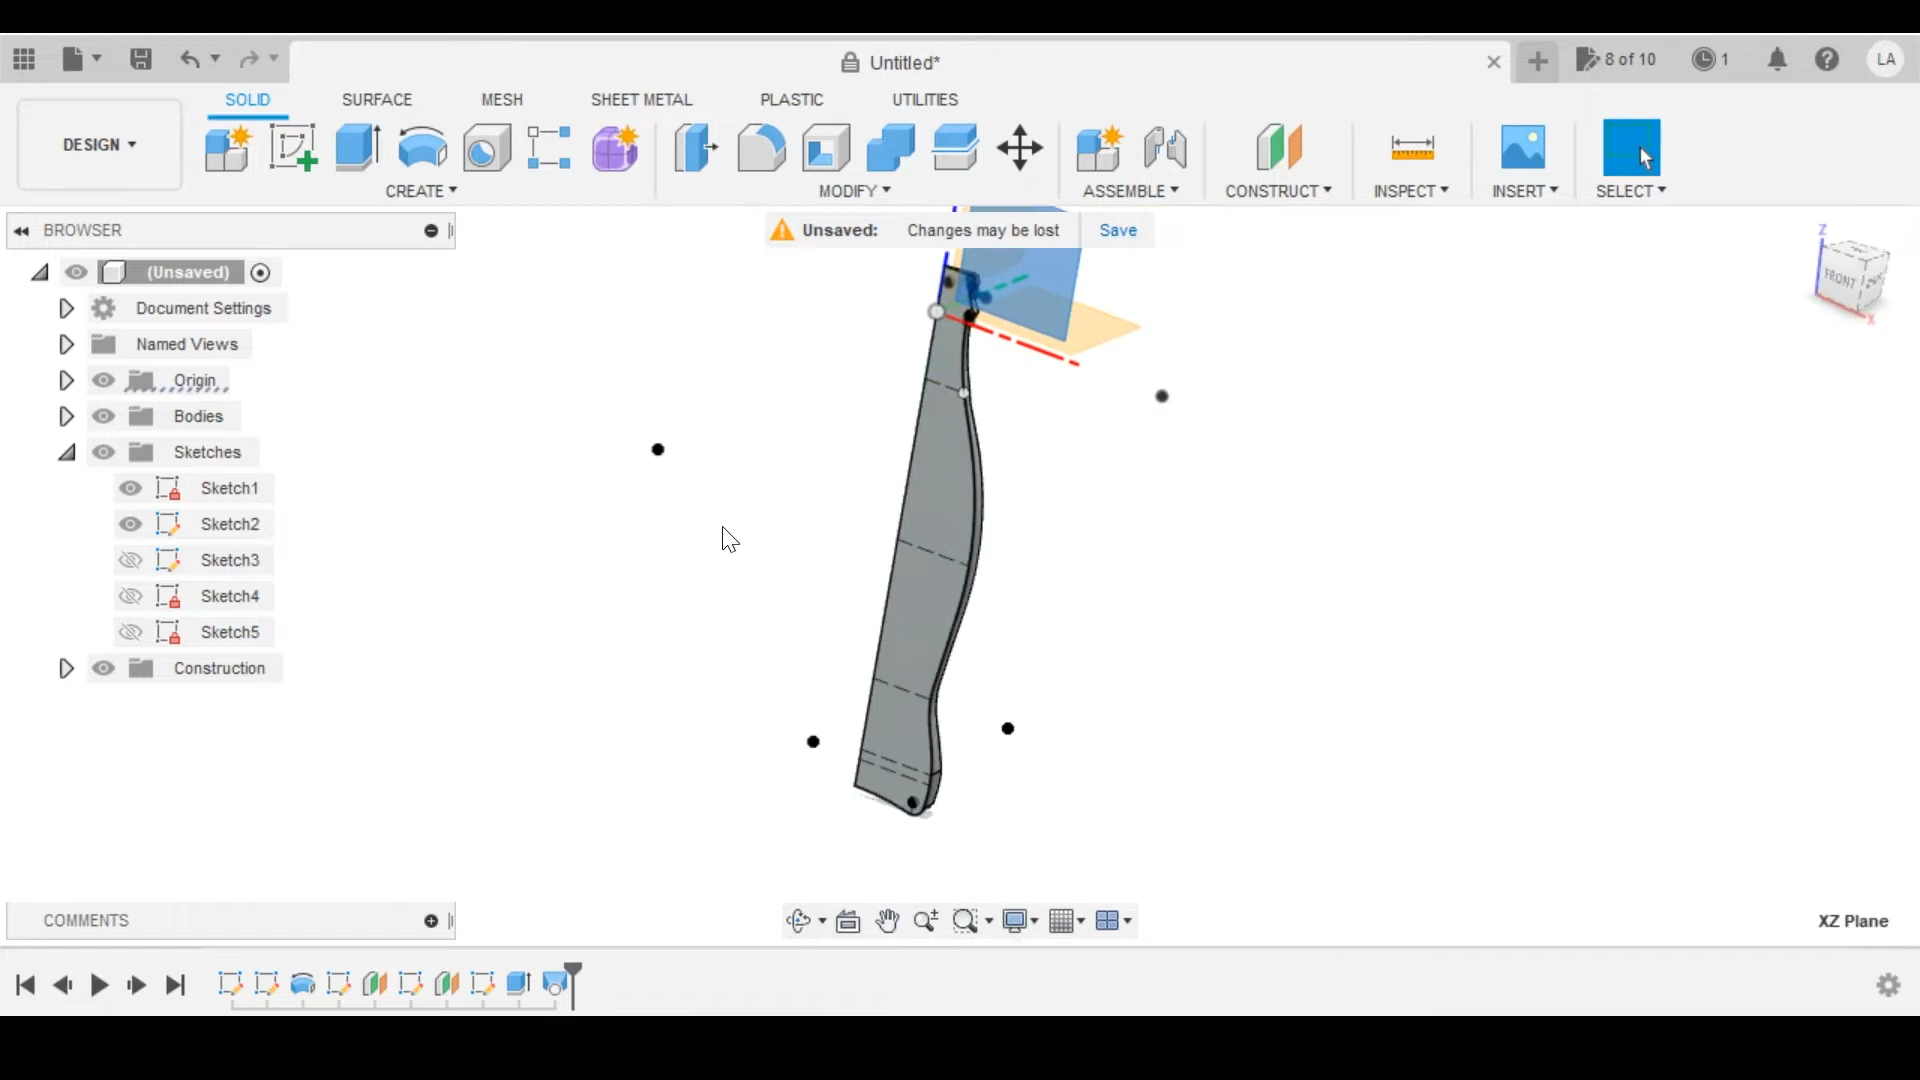 Untitled*
8 of 10
1
LA
DESIGN
SOLID
SURFACE
MESH
SHEET METAL
PLASTIC
UTILITIES
CREATE
MODIFY
ASSEMBLE
CONSTRUCT
INSPECT
INSERT
SELECT
BROWSER
Unsaved: Changes may be lost Save
(Unsaved)
Document Settings
Named Views
Origin
Bodies
Sketches
Sketch1
Sketch2
Sketch3
Sketch4
Sketch5
Construction
Z
FRONT
X
COMMENTS
XZ Plane